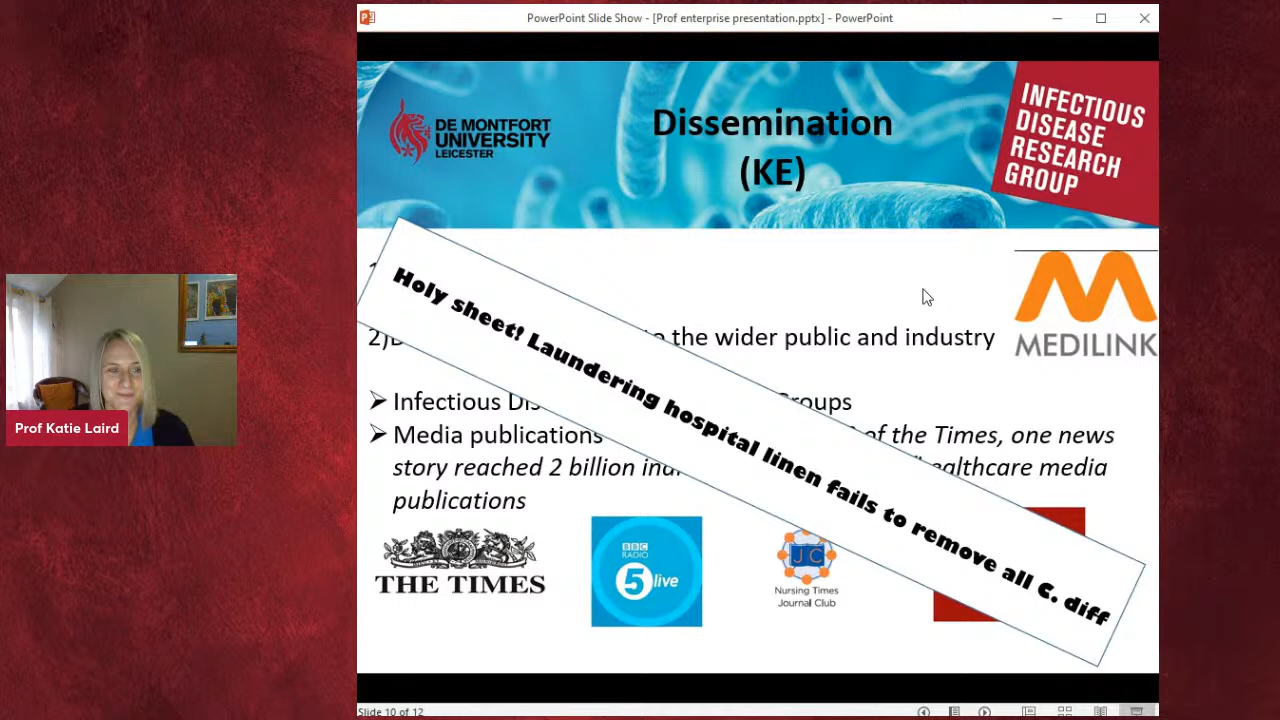 PowerPoint Slide Show - [Prof enterprise presentation.pptx] - PowerPoint
DE MONTFORT
UNIVERSITY
LEICESTER
Dissemination
(KE)
INFECTIOUS
DISEASE
RESEARCH
GROUP
MEDILINK
Holy sheet! Laundering hospital linen fails to remove all C. diff
2) the wider public and industry
Infectious Groups
Media publications of the Times, one news
story reached 2 billion media
publications
THE TIMES
BBC
RADIO
5 live
JC
Nursing Times
Journal Club
Prof Katie Laird
Slide 10 of 12